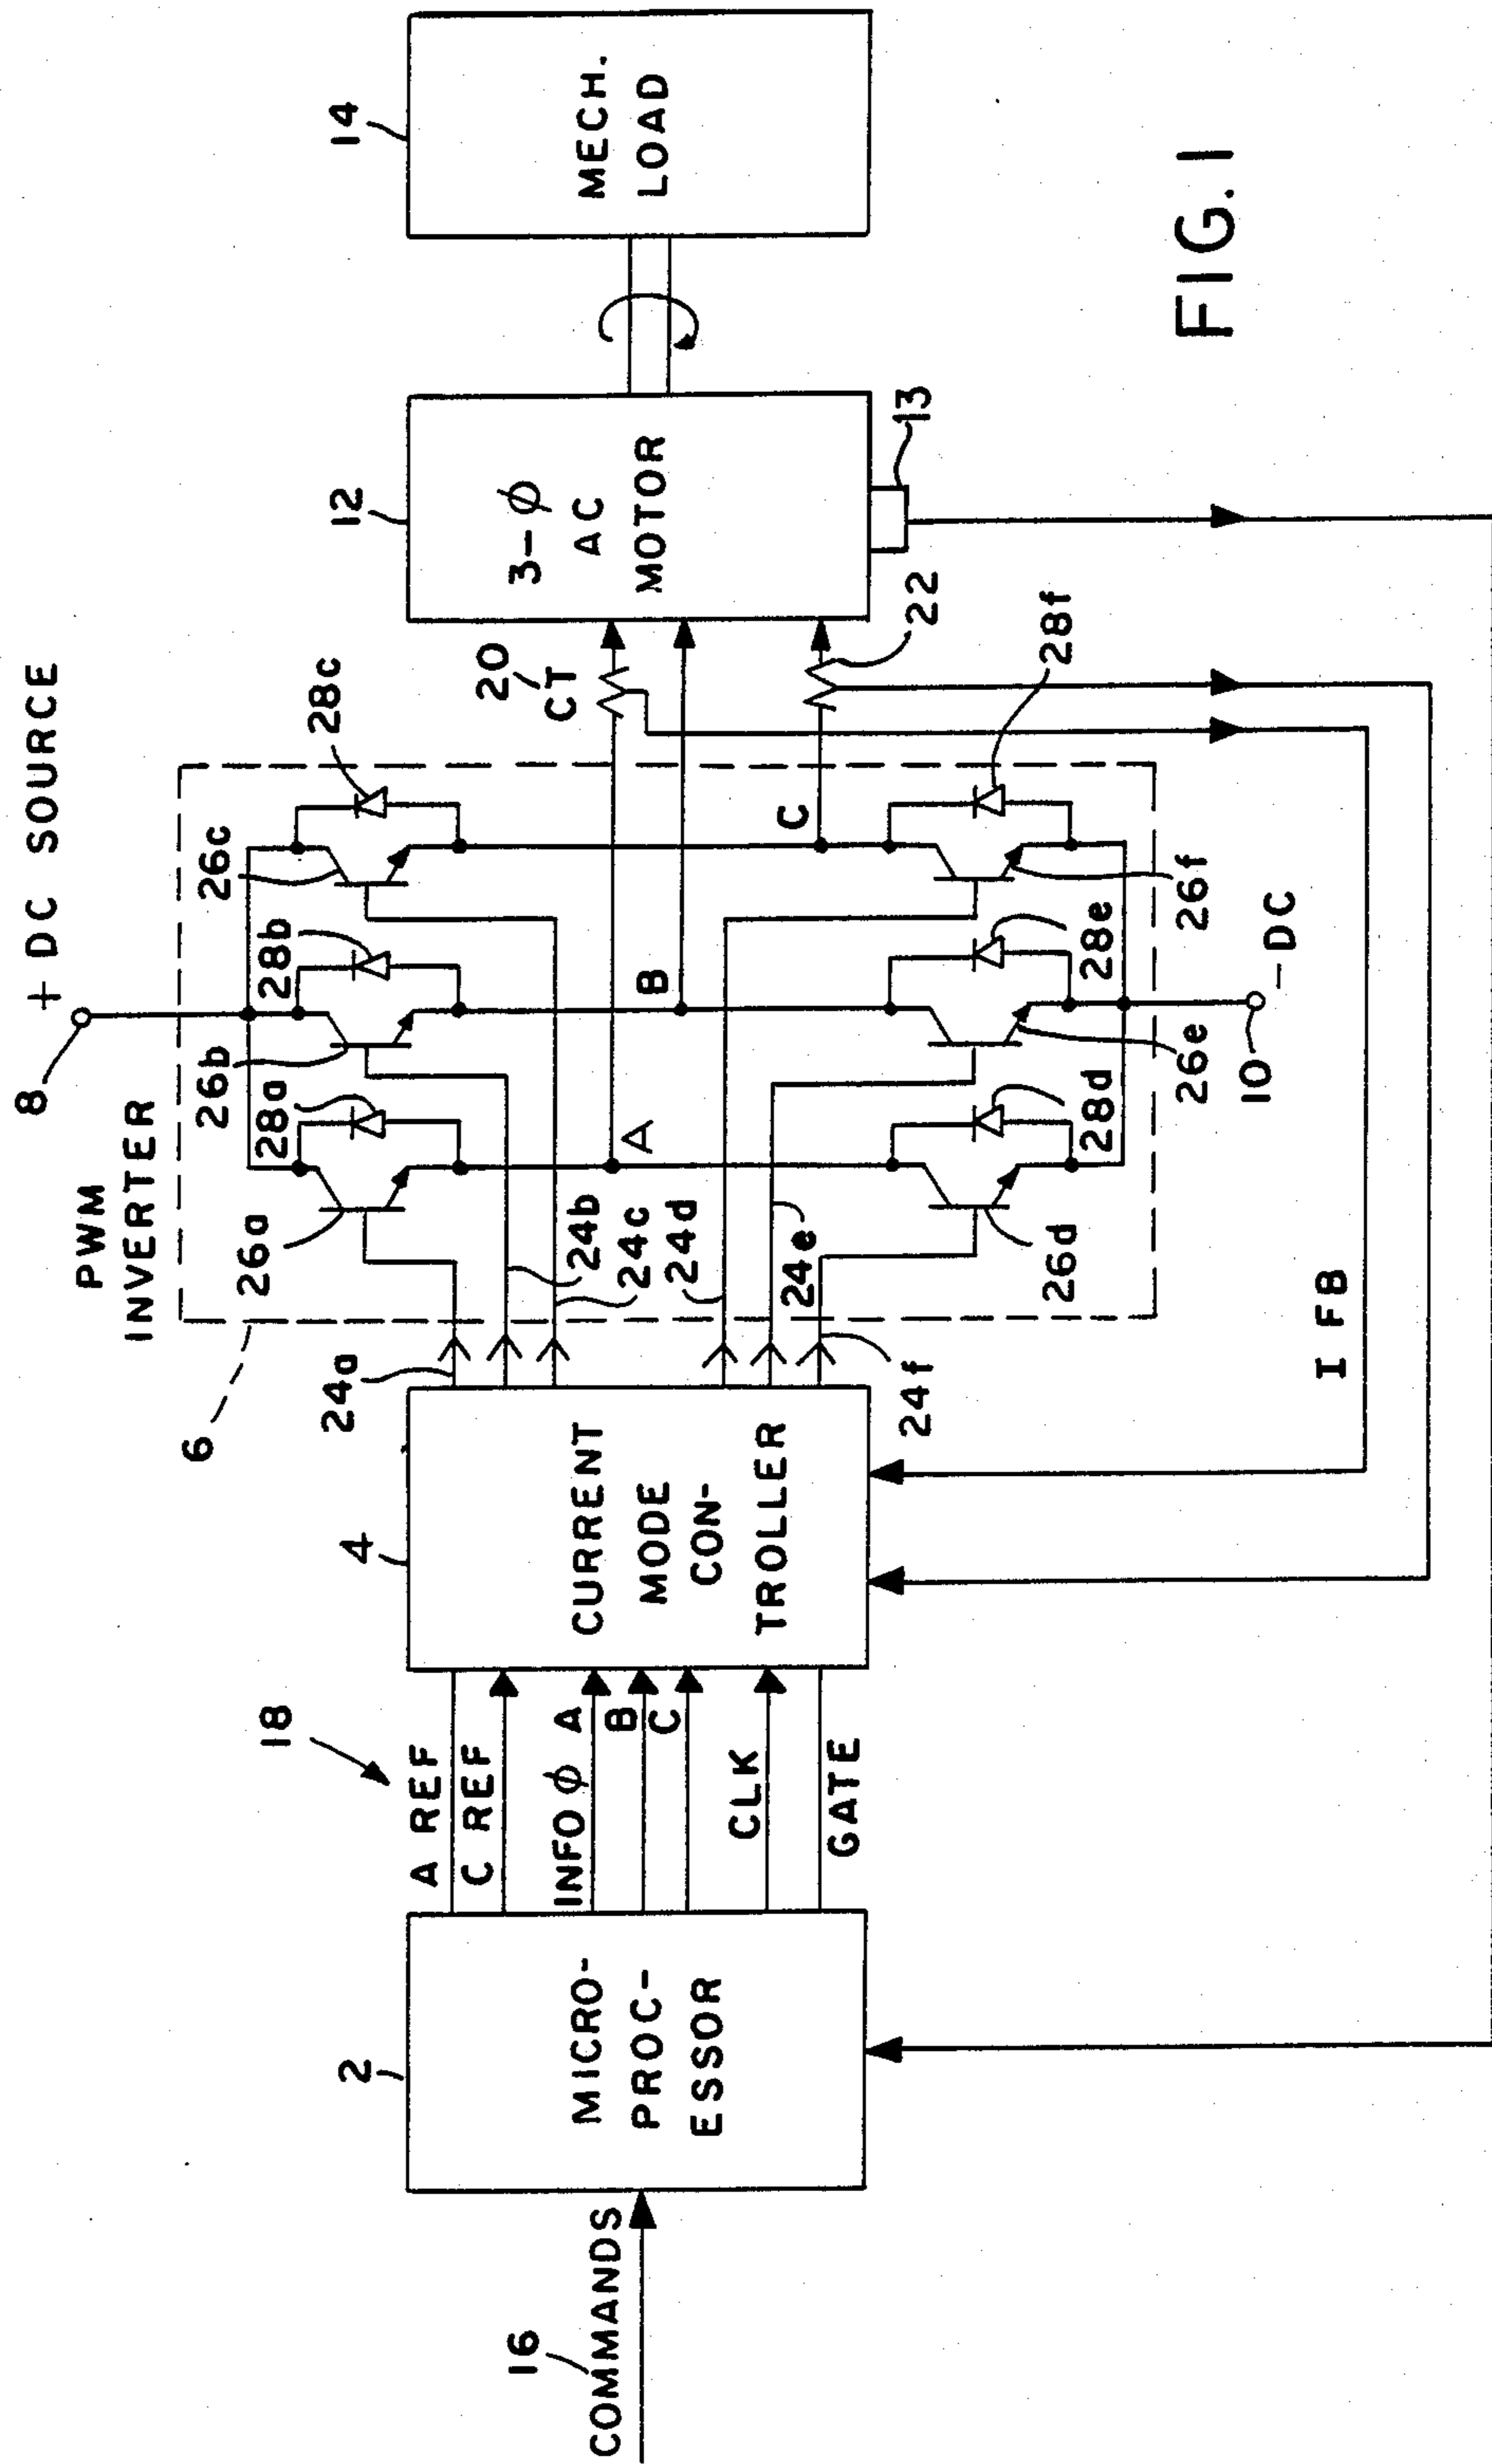 + DC SOURCE
8
PWM
INVERTER
6
26a
28a
26b
28b
26c
28c
20
CT
12
3-ϕ
AC
MOTOR
13
14
MECH.
LOAD
16
COMMANDS
2
MICRO-
PROC-
ESSOR
18
A REF
C REF
INFO ϕ A
B
C
CLK
GATE
4
CURRENT
MODE
CON-
TROLLER
24a
24b
24c
24d
24e
24f
A
B
C
22
26d
28d
26e
28e
26f
28f
10
-DC
I FB
FIG. 1